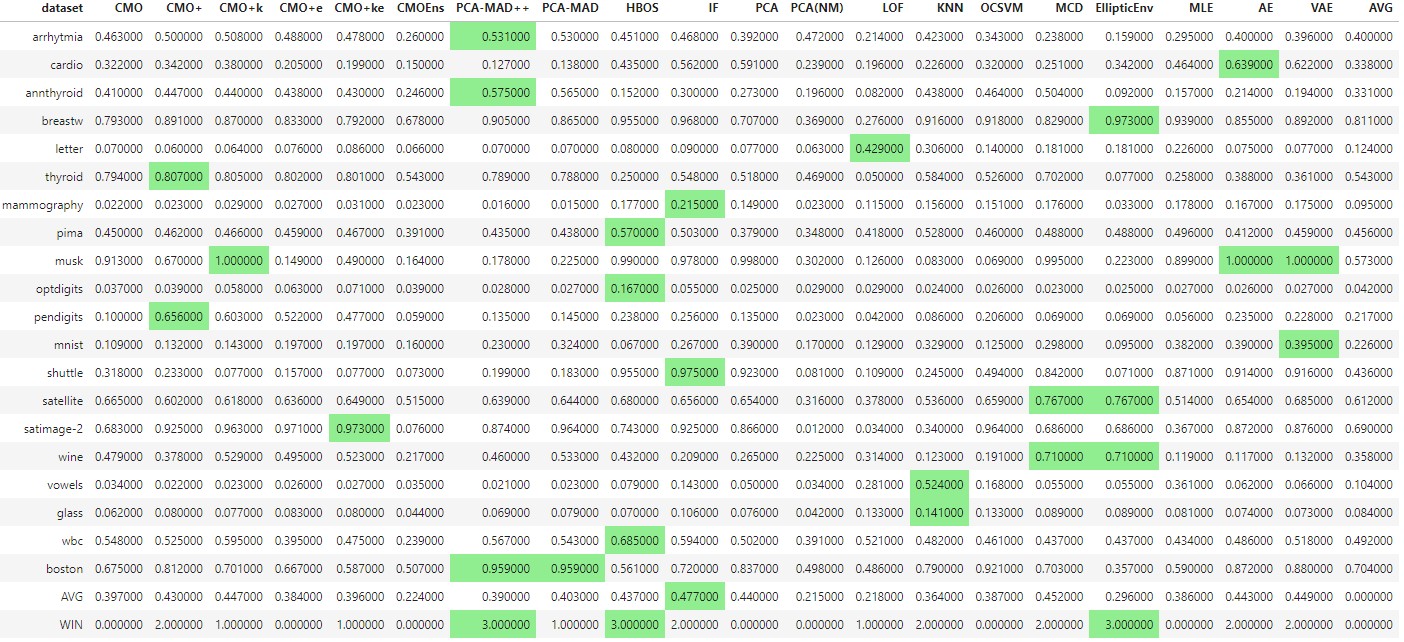 dataset CMO CMO+ CMO+k CMO+e CMO+ke CMOEns PCA-MAD++ PCA-MAD HBOS IF PCA PCA(NM) LOF KNN OCSVM MCD EllipticEnv MLE AE VAE AVG
arrhytmia 0.463000 0.500000 0.508000 0.488000 0.478000 0.260000 0.531000 0.530000 0.451000 0.468000 0.392000 0.472000 0.214000 0.423000 0.343000 0.238000 0.159000 0.295000 0.400000 0.396000 0.400000
cardio 0.322000 0.342000 0.380000 0.205000 0.199000 0.150000 0.127000 0.138000 0.435000 0.562000 0.591000 0.239000 0.196000 0.226000 0.320000 0.251000 0.342000 0.464000 0.639000 0.622000 0.338000
annthyroid 0.410000 0.447000 0.440000 0.438000 0.430000 0.246000 0.575000 0.565000 0.152000 0.300000 0.273000 0.196000 0.082000 0.438000 0.464000 0.504000 0.092000 0.157000 0.214000 0.194000 0.331000
breastw 0.793000 0.891000 0.870000 0.833000 0.792000 0.678000 0.905000 0.865000 0.955000 0.968000 0.707000 0.369000 0.276000 0.916000 0.918000 0.829000 0.973000 0.939000 0.855000 0.892000 0.811000
letter 0.070000 0.060000 0.064000 0.076000 0.086000 0.066000 0.070000 0.070000 0.080000 0.090000 0.077000 0.063000 0.429000 0.306000 0.140000 0.181000 0.181000 0.226000 0.075000 0.077000 0.124000
thyroid 0.794000 0.807000 0.805000 0.802000 0.801000 0.543000 0.789000 0.788000 0.250000 0.548000 0.518000 0.469000 0.050000 0.584000 0.526000 0.702000 0.077000 0.258000 0.388000 0.361000 0.543000
mammography 0.022000 0.023000 0.029000 0.027000 0.031000 0.023000 0.016000 0.015000 0.177000 0.215000 0.149000 0.023000 0.115000 0.156000 0.151000 0.176000 0.033000 0.178000 0.167000 0.175000 0.095000
pima 0.450000 0.462000 0.466000 0.459000 0.467000 0.391000 0.435000 0.438000 0.570000 0.503000 0.379000 0.348000 0.418000 0.528000 0.460000 0.488000 0.488000 0.496000 0.412000 0.459000 0.456000
musk 0.913000 0.670000 1.000000 0.149000 0.490000 0.164000 0.178000 0.225000 0.990000 0.978000 0.998000 0.302000 0.126000 0.083000 0.069000 0.995000 0.223000 0.899000 1.000000 1.000000 0.573000
optdigits 0.037000 0.039000 0.058000 0.063000 0.071000 0.039000 0.028000 0.027000 0.167000 0.055000 0.025000 0.029000 0.029000 0.024000 0.026000 0.023000 0.025000 0.027000 0.026000 0.027000 0.042000
pendigits 0.100000 0.656000 0.603000 0.522000 0.477000 0.059000 0.135000 0.145000 0.238000 0.256000 0.135000 0.023000 0.042000 0.086000 0.206000 0.069000 0.069000 0.056000 0.235000 0.228000 0.217000
mnist 0.109000 0.132000 0.143000 0.197000 0.197000 0.160000 0.230000 0.324000 0.067000 0.267000 0.390000 0.170000 0.129000 0.329000 0.125000 0.298000 0.095000 0.382000 0.390000 0.395000 0.226000
shuttle 0.318000 0.233000 0.077000 0.157000 0.077000 0.073000 0.199000 0.183000 0.955000 0.975000 0.923000 0.081000 0.109000 0.245000 0.494000 0.842000 0.071000 0.871000 0.914000 0.916000 0.436000
satellite 0.665000 0.602000 0.618000 0.636000 0.649000 0.515000 0.639000 0.644000 0.680000 0.656000 0.654000 0.316000 0.378000 0.536000 0.659000 0.767000 0.767000 0.514000 0.654000 0.685000 0.612000
satimage-2 0.683000 0.925000 0.963000 0.971000 0.973000 0.076000 0.874000 0.964000 0.743000 0.925000 0.866000 0.012000 0.034000 0.340000 0.964000 0.686000 0.686000 0.367000 0.872000 0.876000 0.690000
wine 0.479000 0.378000 0.529000 0.495000 0.523000 0.217000 0.460000 0.533000 0.432000 0.209000 0.265000 0.225000 0.314000 0.123000 0.191000 0.710000 0.710000 0.119000 0.117000 0.132000 0.358000
vowels 0.034000 0.022000 0.023000 0.026000 0.027000 0.035000 0.021000 0.023000 0.079000 0.143000 0.050000 0.034000 0.281000 0.524000 0.168000 0.055000 0.055000 0.361000 0.062000 0.066000 0.104000
glass 0.062000 0.080000 0.077000 0.083000 0.080000 0.044000 0.069000 0.079000 0.070000 0.106000 0.076000 0.042000 0.133000 0.141000 0.133000 0.089000 0.089000 0.081000 0.074000 0.073000 0.084000
wbc 0.548000 0.525000 0.595000 0.395000 0.475000 0.239000 0.567000 0.543000 0.685000 0.594000 0.502000 0.391000 0.521000 0.482000 0.461000 0.437000 0.437000 0.434000 0.486000 0.518000 0.492000
boston 0.675000 0.812000 0.701000 0.667000 0.587000 0.507000 0.959000 0.959000 0.561000 0.720000 0.837000 0.498000 0.486000 0.790000 0.921000 0.703000 0.357000 0.590000 0.872000 0.880000 0.704000
AVG 0.397000 0.430000 0.447000 0.384000 0.396000 0.224000 0.390000 0.403000 0.437000 0.477000 0.440000 0.215000 0.218000 0.364000 0.387000 0.452000 0.296000 0.386000 0.443000 0.449000 0.000000
WIN 0.000000 2.000000 1.000000 0.000000 1.000000 0.000000 3.000000 1.000000 3.000000 2.000000 0.000000 0.000000 1.000000 2.000000 0.000000 2.000000 3.000000 0.000000 2.000000 2.000000 0.000000